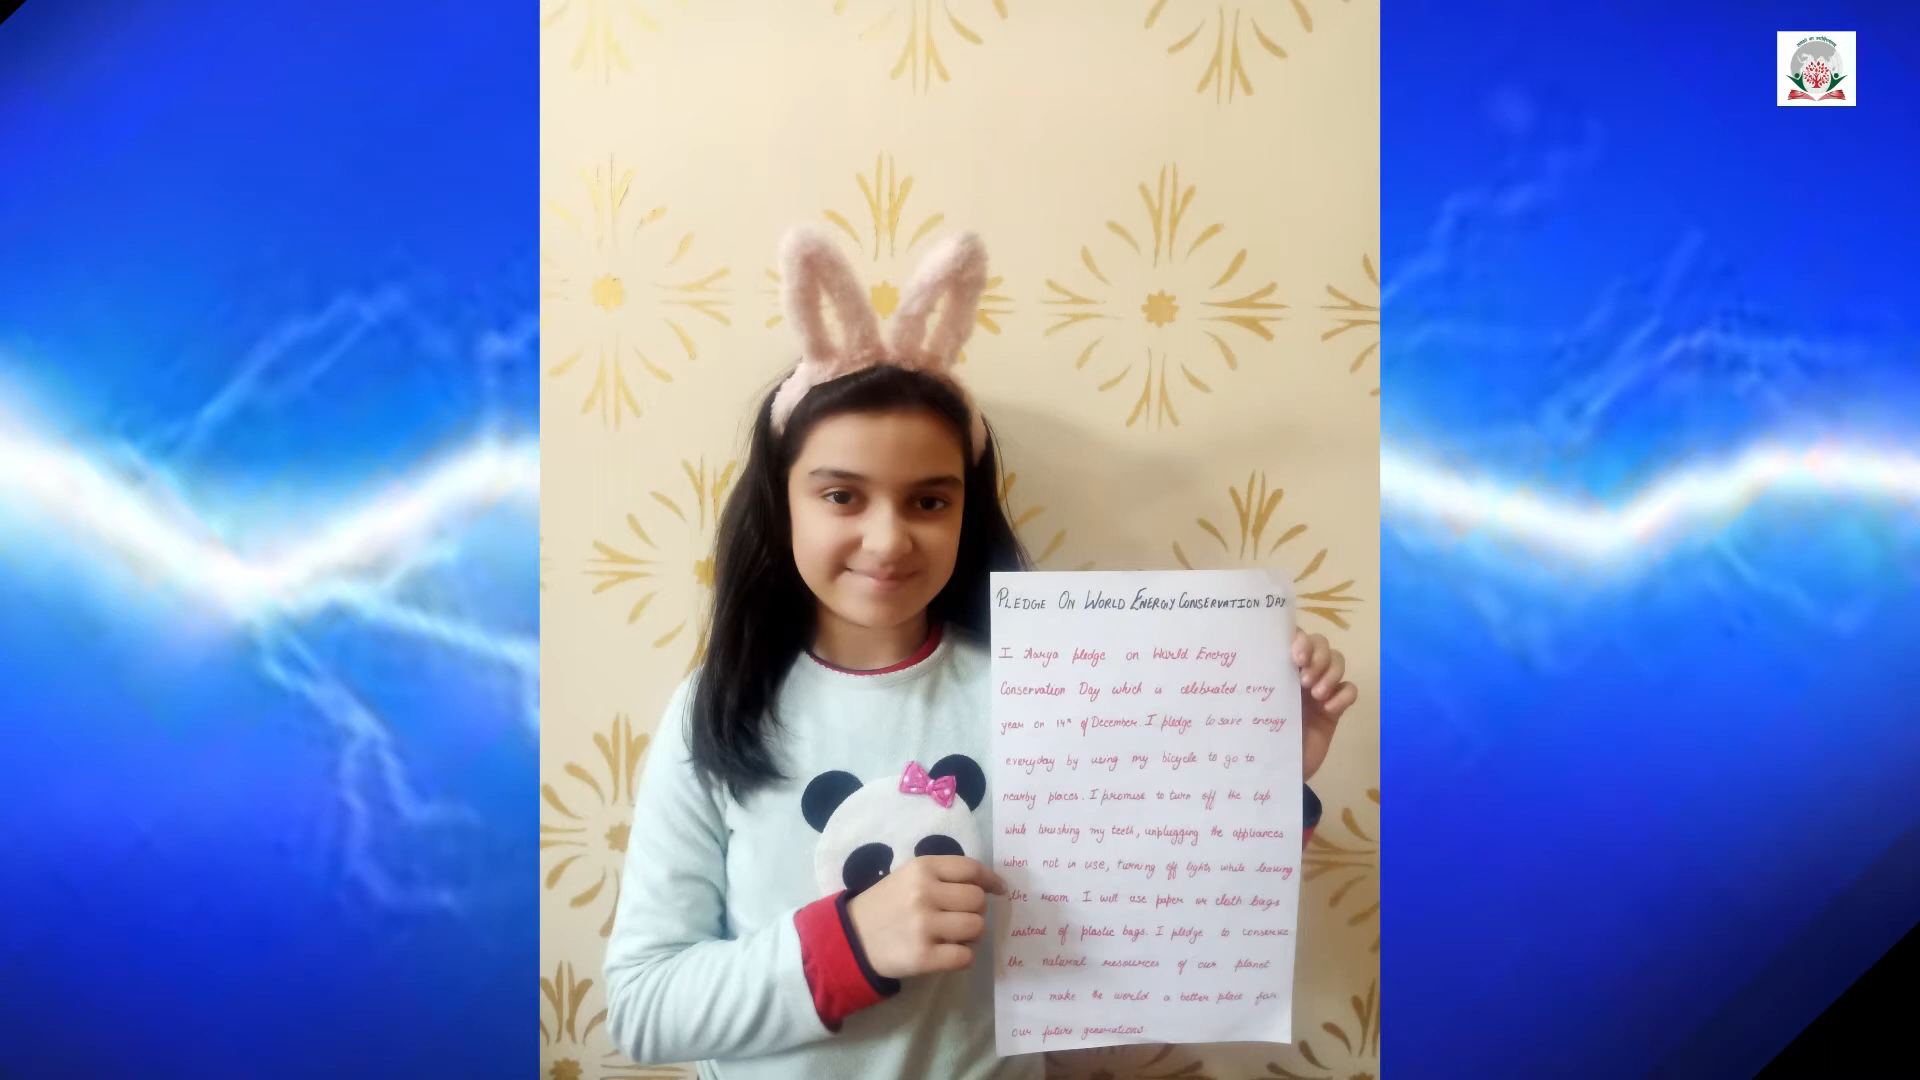 PLEDGE ON WORLD ENERGY CONSERVATION DAY
I Aarya pledge on World Energy
Conservation Day which is celebrated every
year on 14th of December. I pledge to save energy
everyday by using my bicycle to go to
nearby places. I promise to turn off the tap
while brushing my teeth, unplugging the appliances
when not in use, turning off lights while leaving
the room. I will use paper or cloth bags
instead of plastic bags. I pledge to conserve
the natural resources of our planet
and make the world a better place for
our future generations.